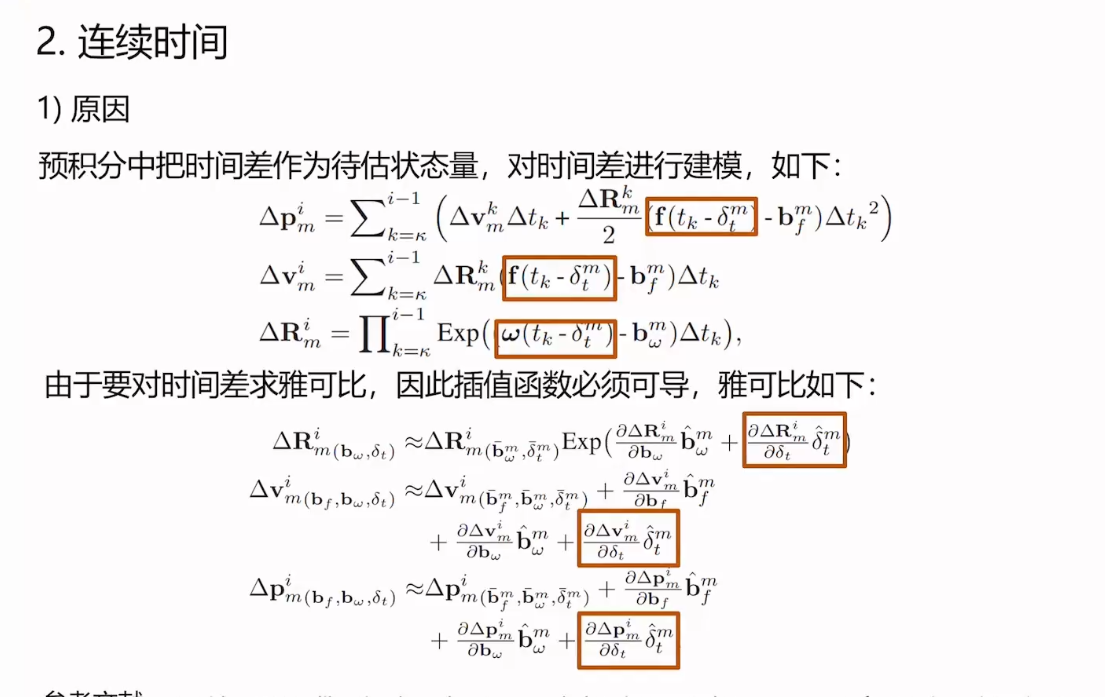 2. 连续时间
1) 原因
预积分中把时间差作为待估状态量，对时间差进行建模，如下：
$\Delta \mathbf{p}_m^i = \sum_{k=\kappa}^{i-1} \left( \Delta \mathbf{v}_m^k \Delta t_k + \frac{\Delta \mathbf{R}_m^k}{2} (\mathbf{f}(t_k - \delta_t^m) - \mathbf{b}_f^m) \Delta t_k{}^2 \right)$
$\Delta \mathbf{v}_m^i = \sum_{k=\kappa}^{i-1} \Delta \mathbf{R}_m^k (\mathbf{f}(t_k - \delta_t^m) - \mathbf{b}_f^m) \Delta t_k$
$\Delta \mathbf{R}_m^i = \prod_{k=\kappa}^{i-1} \mathrm{Exp}\left( (\boldsymbol{\omega}(t_k - \delta_t^m) - \mathbf{b}_\omega^m) \Delta t_k \right),$
由于要对时间差求雅可比，因此插值函数必须可导，雅可比如下：
$\Delta \mathbf{R}_{m(\mathbf{b}_\omega, \delta_t)}^i \approx \Delta \mathbf{R}_{m(\bar{\mathbf{b}}_\omega^m, \bar{\delta}_t^m)}^i \mathrm{Exp}\left( \frac{\partial \Delta \mathbf{R}_m^i}{\partial \mathbf{b}_\omega} \hat{\mathbf{b}}_\omega^m + \frac{\partial \Delta \mathbf{R}_m^i}{\partial \delta_t} \hat{\delta}_t^m \right)$
$\Delta \mathbf{v}_{m(\mathbf{b}_f, \mathbf{b}_\omega, \delta_t)}^i \approx \Delta \mathbf{v}_{m(\bar{\mathbf{b}}_f^m, \bar{\mathbf{b}}_\omega^m, \bar{\delta}_t^m)}^i + \frac{\partial \Delta \mathbf{v}_m^i}{\partial \mathbf{b}_f} \hat{\mathbf{b}}_f^m$
$+ \frac{\partial \Delta \mathbf{v}_m^i}{\partial \mathbf{b}_\omega} \hat{\mathbf{b}}_\omega^m + \frac{\partial \Delta \mathbf{v}_m^i}{\partial \delta_t} \hat{\delta}_t^m$
$\Delta \mathbf{p}_{m(\mathbf{b}_f, \mathbf{b}_\omega, \delta_t)}^i \approx \Delta \mathbf{p}_{m(\bar{\mathbf{b}}_f^m, \bar{\mathbf{b}}_\omega^m, \bar{\delta}_t^m)}^i + \frac{\partial \Delta \mathbf{p}_m^i}{\partial \mathbf{b}_f} \hat{\mathbf{b}}_f^m$
$+ \frac{\partial \Delta \mathbf{p}_m^i}{\partial \mathbf{b}_\omega} \hat{\mathbf{b}}_\omega^m + \frac{\partial \Delta \mathbf{p}_m^i}{\partial \delta_t} \hat{\delta}_t^m$